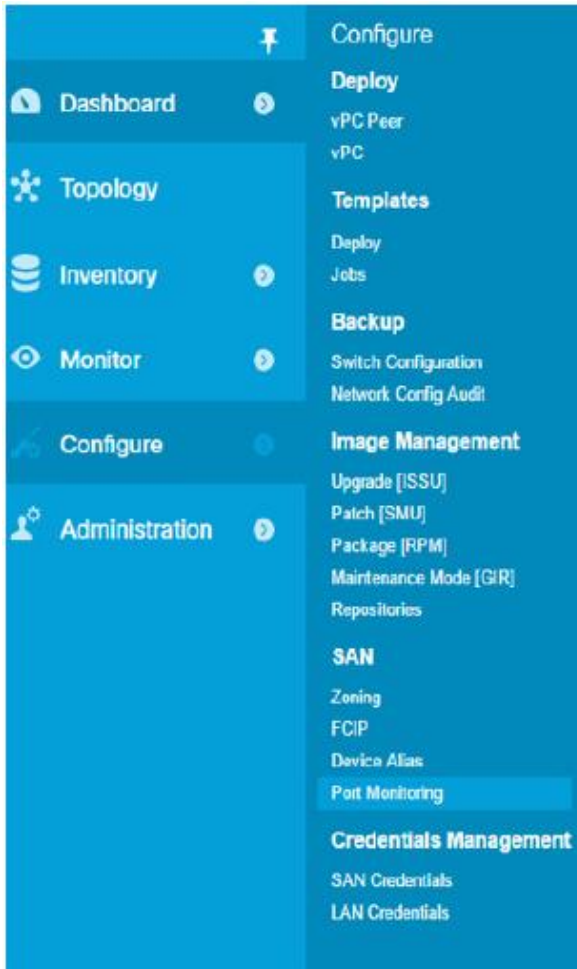 Dashboard
Topology
Inventory
Monitor
Configure
Administration
Configure
Deploy
vPC Peer
vPC
Templates
Deploy
Jobs
Backup
Switch Configuration
Network Config Audit
Image Management
Upgrade [ISSU]
Patch [SMU]
Package [RPM]
Maintenance Mode [GIR]
Repositories
SAN
Zoning
FCIP
Device Alias
Port Monitoring
Credentials Management
SAN Credentials
LAN Credentials